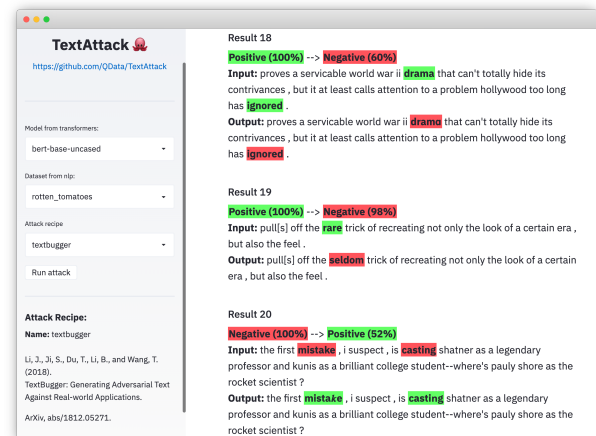 TextAttack 🐙
https://github.com/QData/TextAttack
Model from transformers:
bert-base-uncased
Dataset from nlp:
rotten_tomatoes
Attack recipe
textbugger
Run attack
Attack Recipe:
Name: textbugger
Li, J., Ji, S., Du, T., Li, B., and Wang, T.
(2018).
TextBugger: Generating Adversarial Text
Against Real-world Applications.
ArXiv, abs/1812.05271.
Result 18
Positive (100%) --> Negative (60%)
Input: proves a servicable world war ii drama that can't totally hide its
contrivances , but it at least calls attention to a problem hollywood too long
has ignored .
Output: proves a servicable world war ii dramɑ that can't totally hide its
contrivances , but it at least calls attention to a problem hollywood too long
has ignored .
Result 19
Positive (100%) --> Negative (98%)
Input: pull[s] off the rare trick of recreating not only the look of a certain era ,
but also the feel .
Output: pull[s] off the seldom trick of recreating not only the look of a certain
era , but also the feel .
Result 20
Negative (100%) --> Positive (52%)
Input: the first mistake , i suspect , is casting shatner as a legendary
professor and kunis as a brilliant college student--where's pauly shore as the
rocket scientist ?
Output: the first mistaке , i suspect , is casting shatner as a legendary
professor and kunis as a brilliant college student--where's pauly shore as the
rocket scientist ?